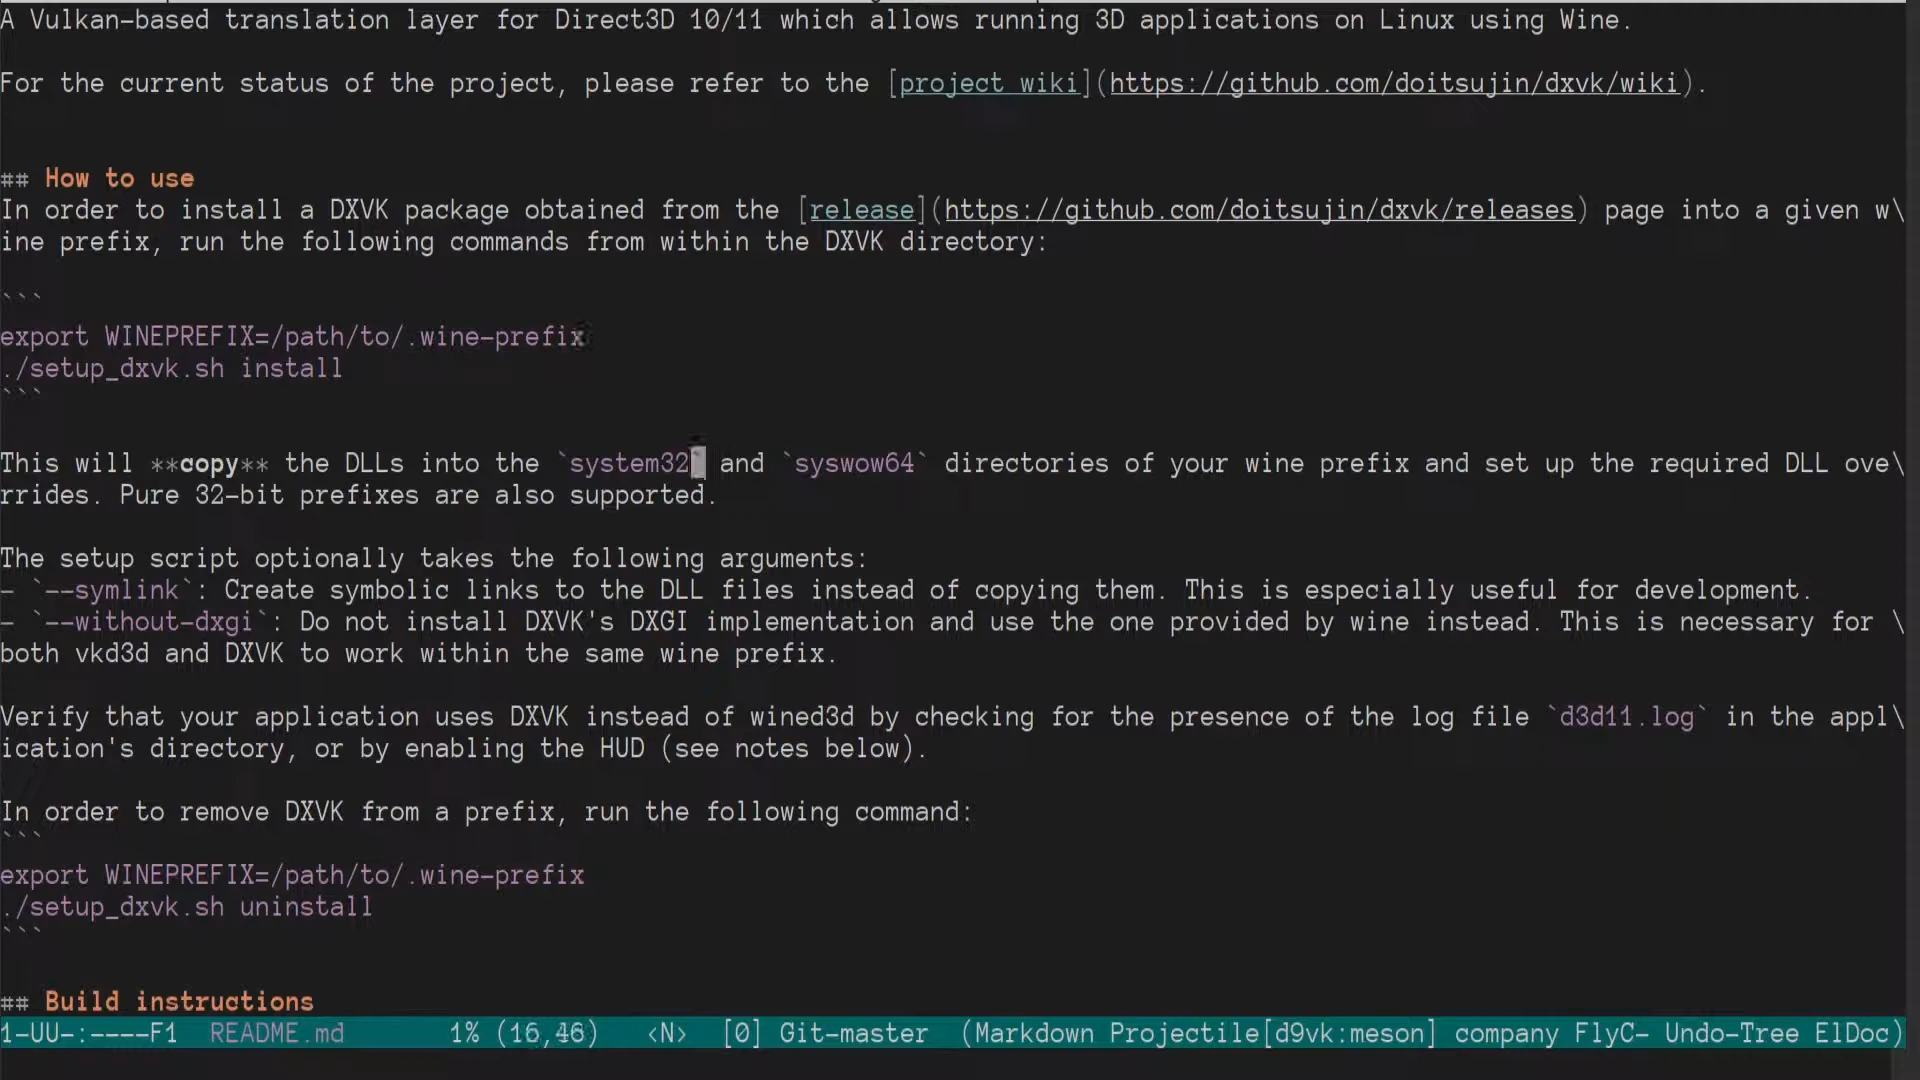 A Vulkan-based translation layer for Direct3D 10/11 which allows running 3D applications on Linux using Wine.
For the current status of the project, please refer to the [project wiki](https://github.com/doitsujin/dxvk/wiki).
## How to use
In order to install a DXVK package obtained from the [release](https://github.com/doitsujin/dxvk/releases) page into a given w\
ine prefix, run the following commands from within the DXVK directory:
```
export WINEPREFIX=/path/to/.wine-prefix
./setup_dxvk.sh install
```
This will **copy** the DLLs into the `system32` and `syswow64` directories of your wine prefix and set up the required DLL ove\
rrides. Pure 32-bit prefixes are also supported.
The setup script optionally takes the following arguments:
- `--symlink`: Create symbolic links to the DLL files instead of copying them. This is especially useful for development.
- `--without-dxgi`: Do not install DXVK's DXGI implementation and use the one provided by wine instead. This is necessary for \
both vkd3d and DXVK to work within the same wine prefix.
Verify that your application uses DXVK instead of wined3d by checking for the presence of the log file `d3d11.log` in the appl\
ication's directory, or by enabling the HUD (see notes below).
In order to remove DXVK from a prefix, run the following command:
```
export WINEPREFIX=/path/to/.wine-prefix
./setup_dxvk.sh uninstall
```
## Build instructions
1-UU-:----F1  README.md       1% (16,46)   <N>  [0] Git-master  (Markdown Projectile[d9vk:meson] company FlyC- Undo-Tree ElDoc)